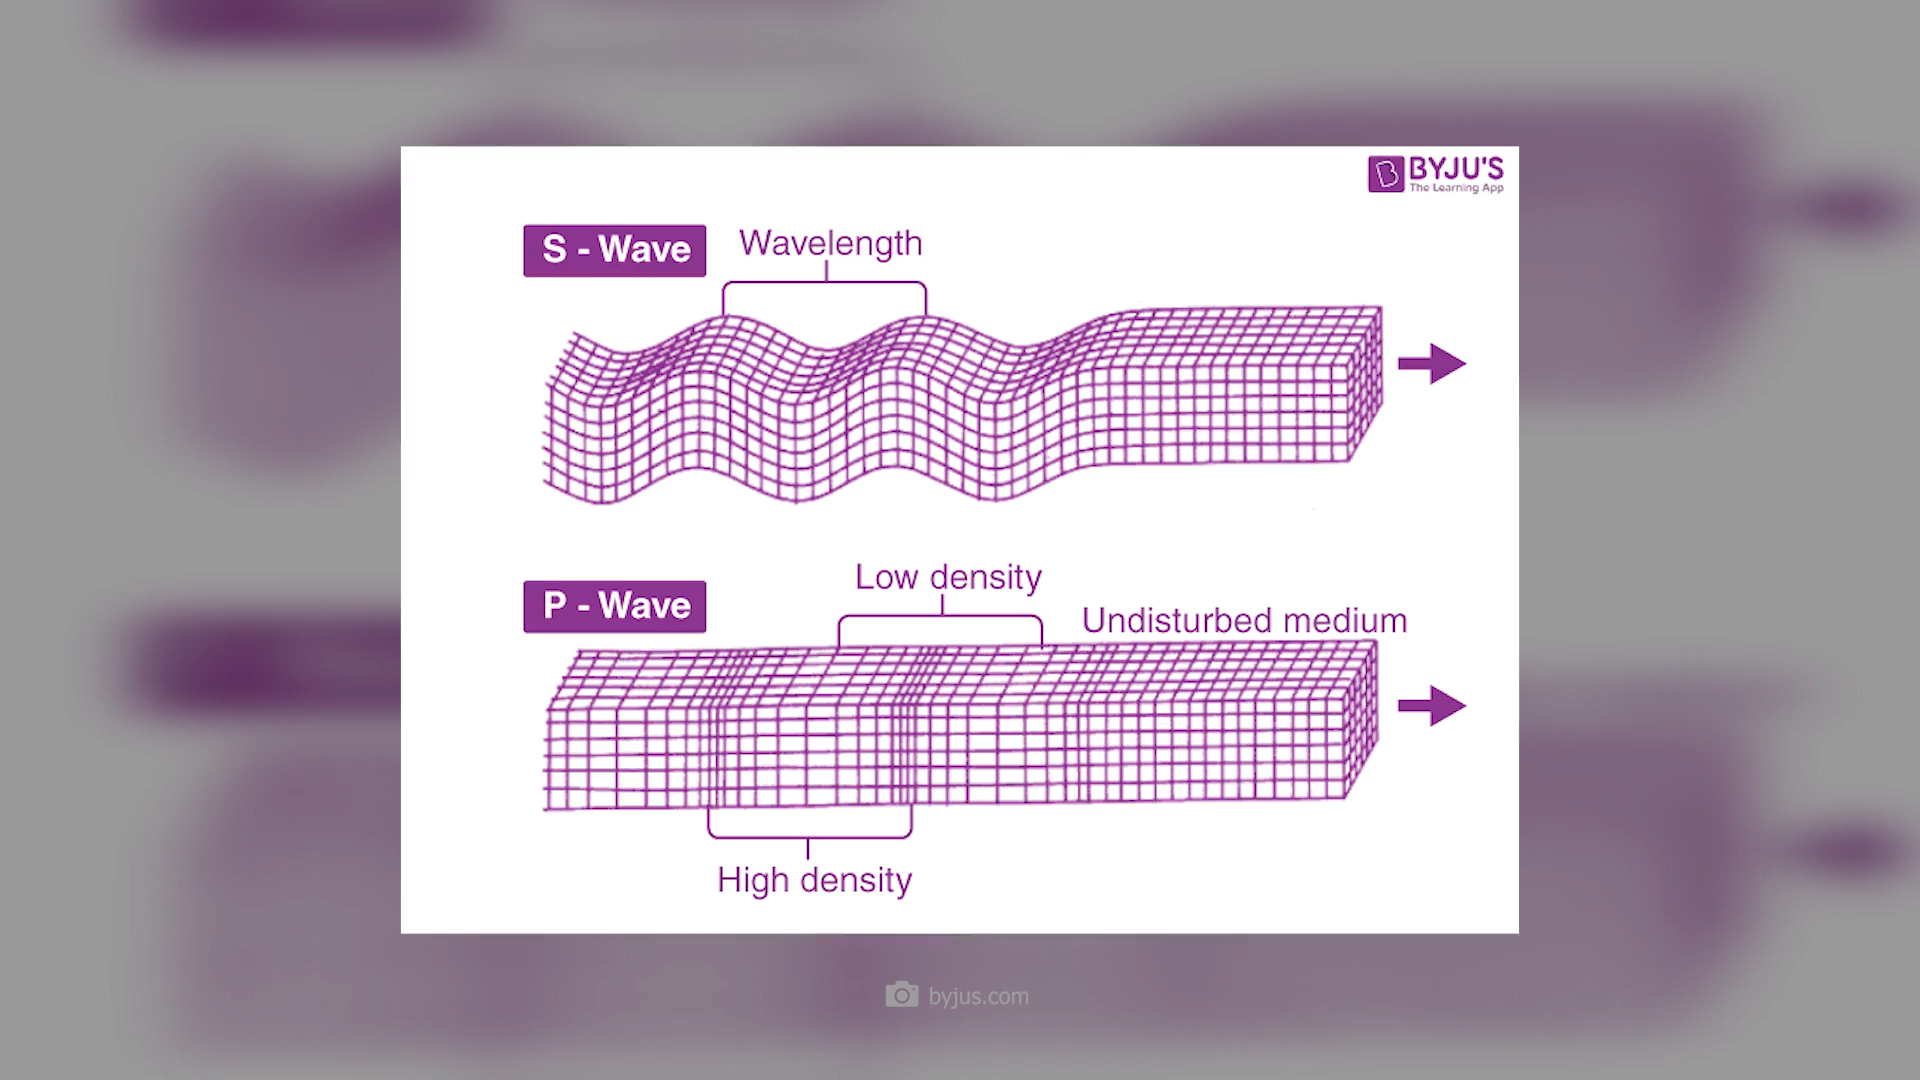 BYJU'S
The Learning App
S - Wave
Wavelength
Low density
P - Wave
Undisturbed medium
High density
byjus.com